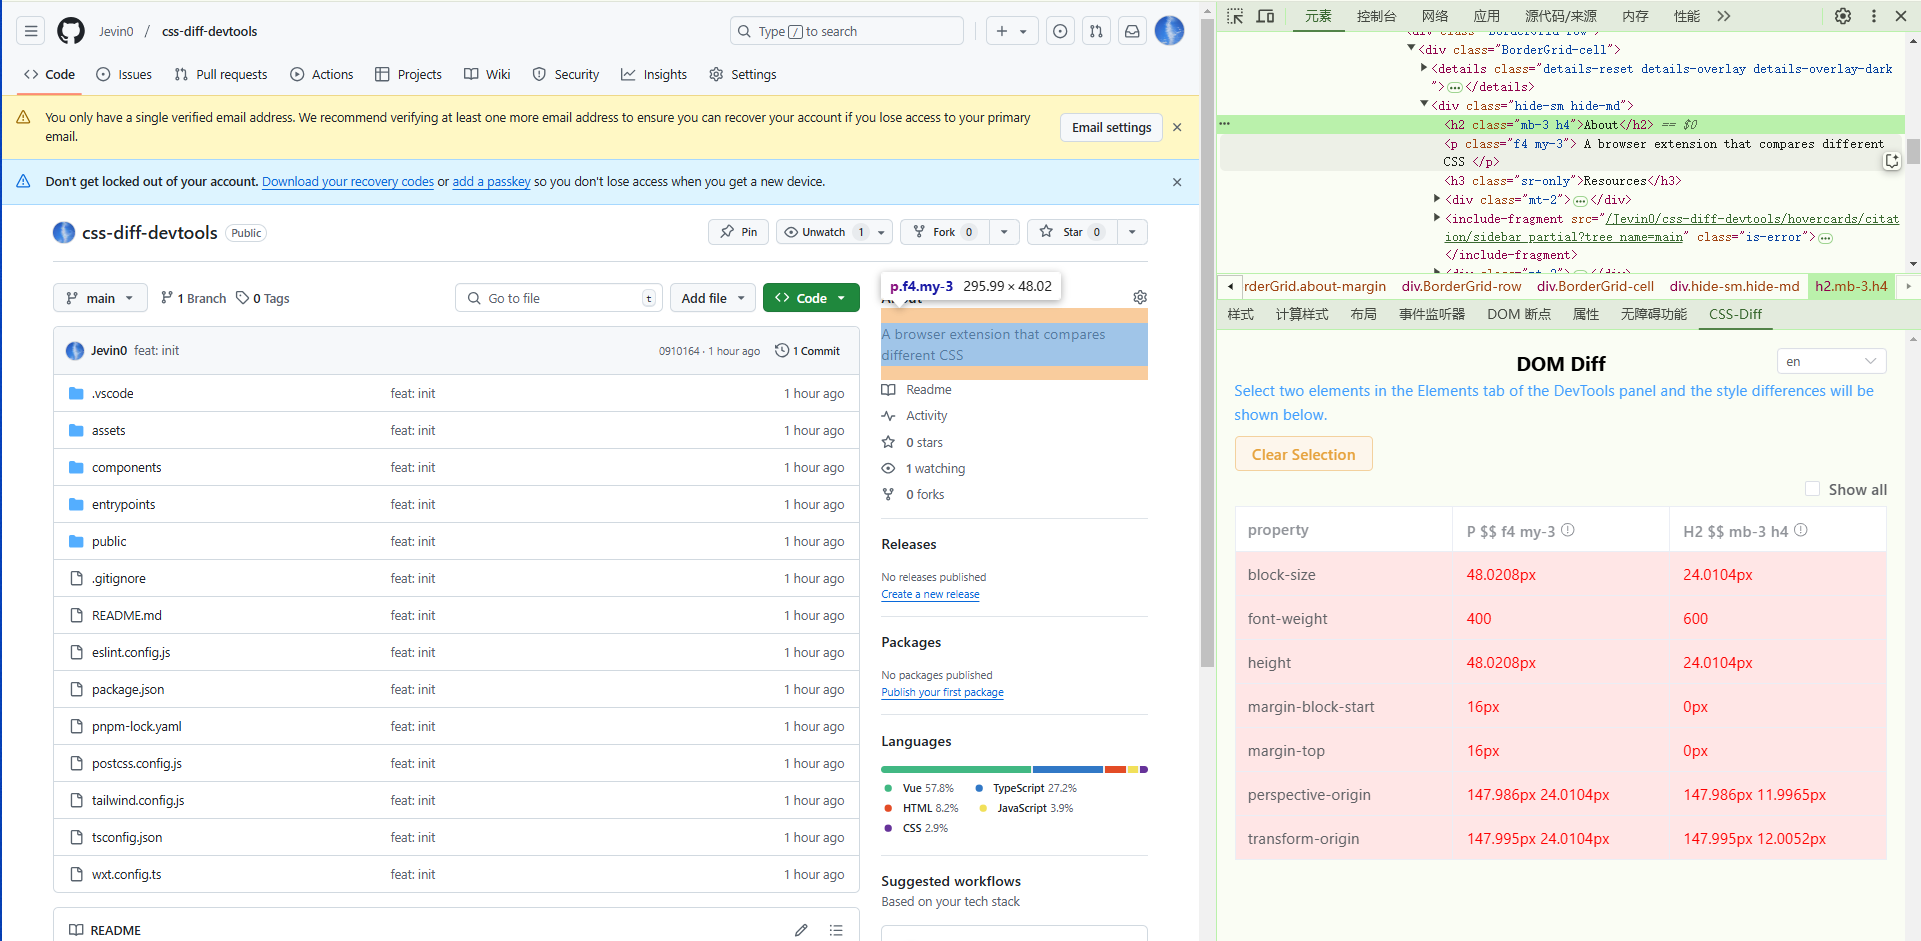 Jevin0 / css-diff-devtools
Type / to search
Code
Issues
Pull requests
Actions
Projects
Wiki
Security
Insights
Settings
You only have a single verified email address. We recommend verifying at least one more email address to ensure you can recover your account if you lose access to your primary
email.
Email settings
Don't get locked out of your account. Download your recovery codes or add a passkey so you don't lose access when you get a new device.
css-diff-devtools
Public
Pin
Unwatch 1
Fork 0
Star 0
main
1 Branch
0 Tags
Go to file
t
Add file
Code
Jevin0 feat: init
0910164 · 1 hour ago
1 Commit
.vscode feat: init 1 hour ago
assets feat: init 1 hour ago
components feat: init 1 hour ago
entrypoints feat: init 1 hour ago
public feat: init 1 hour ago
.gitignore feat: init 1 hour ago
README.md feat: init 1 hour ago
eslint.config.js feat: init 1 hour ago
package.json feat: init 1 hour ago
pnpm-lock.yaml feat: init 1 hour ago
postcss.config.js feat: init 1 hour ago
tailwind.config.js feat: init 1 hour ago
tsconfig.json feat: init 1 hour ago
wxt.config.ts feat: init 1 hour ago
README
p.f4.my-3 295.99 × 48.02
About
A browser extension that compares
different CSS
Readme
Activity
0 stars
1 watching
0 forks
Releases
No releases published
Create a new release
Packages
No packages published
Publish your first package
Languages
Vue 57.8% TypeScript 27.2%
HTML 8.2% JavaScript 3.9%
CSS 2.9%
Suggested workflows
Based on your tech stack
元素 控制台 网络 应用 源代码/来源 内存 性能
<div class="BorderGrid-row">
<div class="BorderGrid-cell">
<details class="details-reset details-overlay details-overlay-dark
"> … </details>
<div class="hide-sm hide-md">
<h2 class="mb-3 h4">About</h2> == $0
<p class="f4 my-3"> A browser extension that compares different
CSS </p>
<h3 class="sr-only">Resources</h3>
<div class="mt-2"> … </div>
<include-fragment src="/Jevin0/css-diff-devtools/hovercards/citat
ion/sidebar_partial?tree_name=main" class="is-error"> …
</include-fragment>
<div class="mt-2"> … </div>
rderGrid.about-margin div.BorderGrid-row div.BorderGrid-cell div.hide-sm.hide-md h2.mb-3.h4
样式 计算样式 布局 事件监听器 DOM 断点 属性 无障碍功能 CSS-Diff
DOM Diff
en
Select two elements in the Elements tab of the DevTools panel and the style differences will be
shown below.
Clear Selection
Show all
property P $$ f4 my-3 H2 $$ mb-3 h4
block-size 48.0208px 24.0104px
font-weight 400 600
height 48.0208px 24.0104px
margin-block-start 16px 0px
margin-top 16px 0px
perspective-origin 147.986px 24.0104px 147.986px 11.9965px
transform-origin 147.995px 24.0104px 147.995px 12.0052px